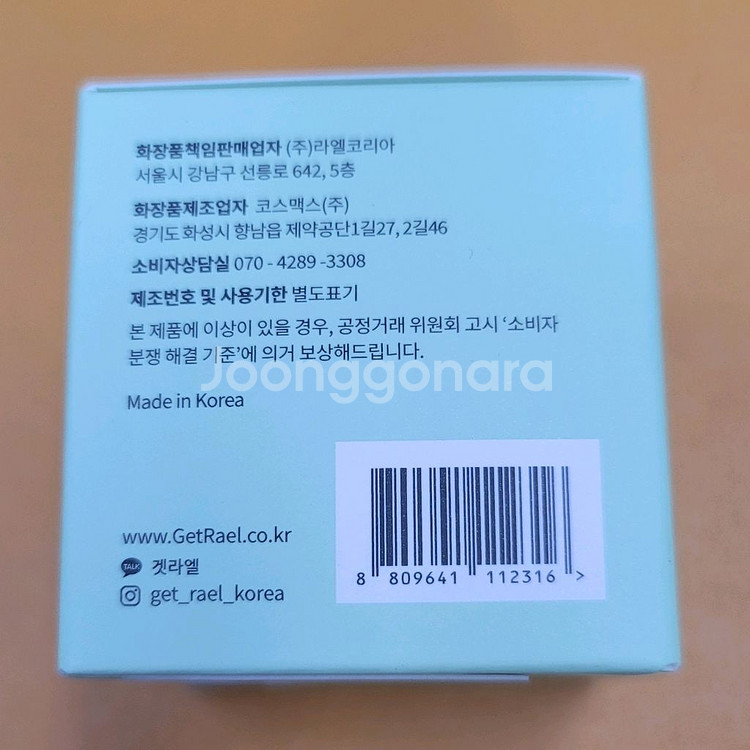 화장품책임판매업자 (주)라엘코리아
서울시 강남구 선릉로 642, 5층
화장품제조업자 코스맥스(주)
경기도 화성시 향남읍 제약공단1길27, 2길46
소비자상담실 070 - 4289 -3308
제조번호 및 사용기한 별도표기
본 제품에 이상이 있을 경우, 공정거래 위원회 고시 ‘소비자
분쟁 해결 기준’에 의거 보상해드립니다.
Joonggonara
Made in Korea
www.GetRael.co.kr
TALK 겟라엘
get_rael_korea
8 809641 112316 >